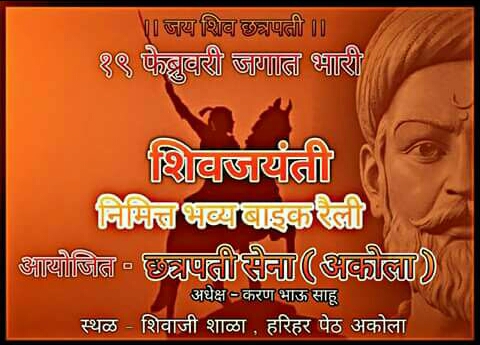 || जय शिव छत्रपती ||
१९ फेब्रुवरी जगात भारी
शिवजयंती
निमित्त भव्य बाइक रैली
आयोजित - छत्रपती सेना ( अकोला )
अधेक्ष - करण भाऊ साहू
स्थळ - शिवाजी शाळा , हरिहर पेठ अकोला